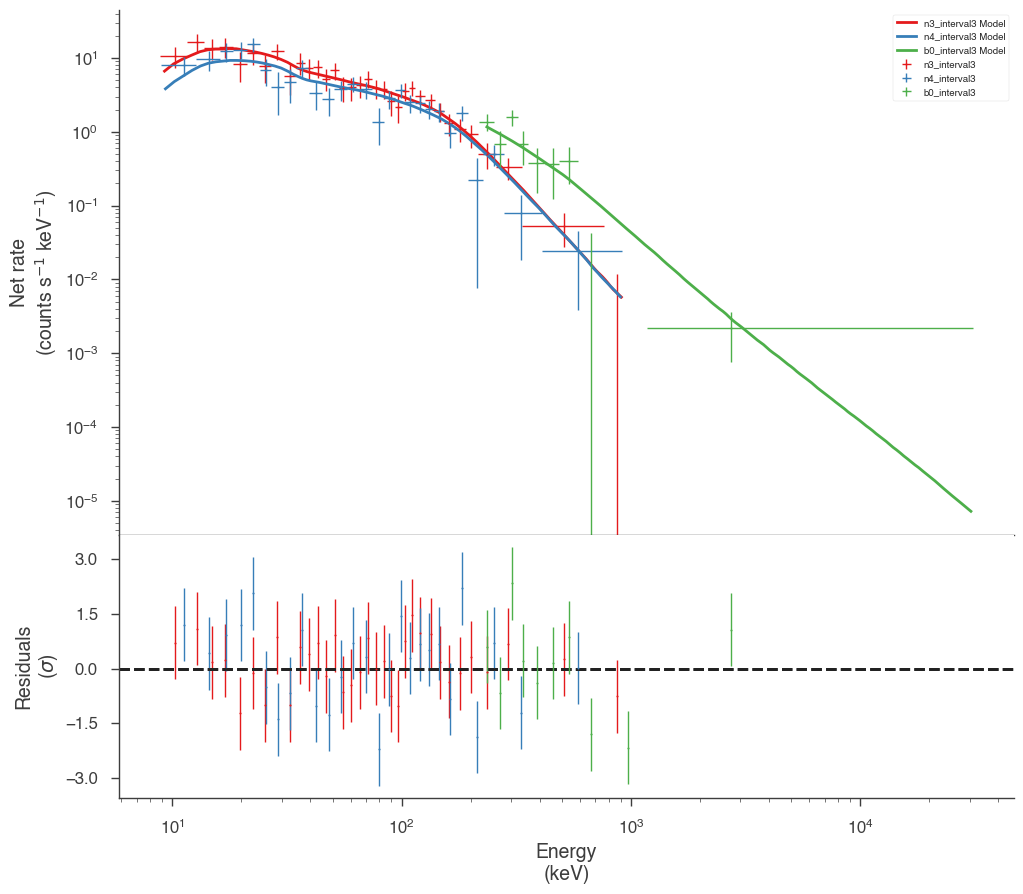 n3_interval3 Model
n4_interval3 Model
b0_interval3 Model
n3_interval3
n4_interval3
b0_interval3
10¹
10⁰
10⁻¹
10⁻²
10⁻³
10⁻⁴
10⁻⁵
Net rate
(counts s⁻¹ keV⁻¹)
3.0
1.5
0.0
−1.5
−3.0
Residuals
(σ)
10¹ 10² 10³ 10⁴
Energy
(keV)